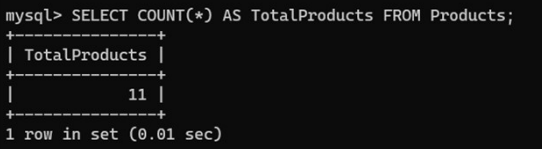 mysql> SELECT COUNT(*) AS TotalProducts FROM Products;
+---------------+
| TotalProducts |
+---------------+
|            11 |
+---------------+
1 row in set (0.01 sec)